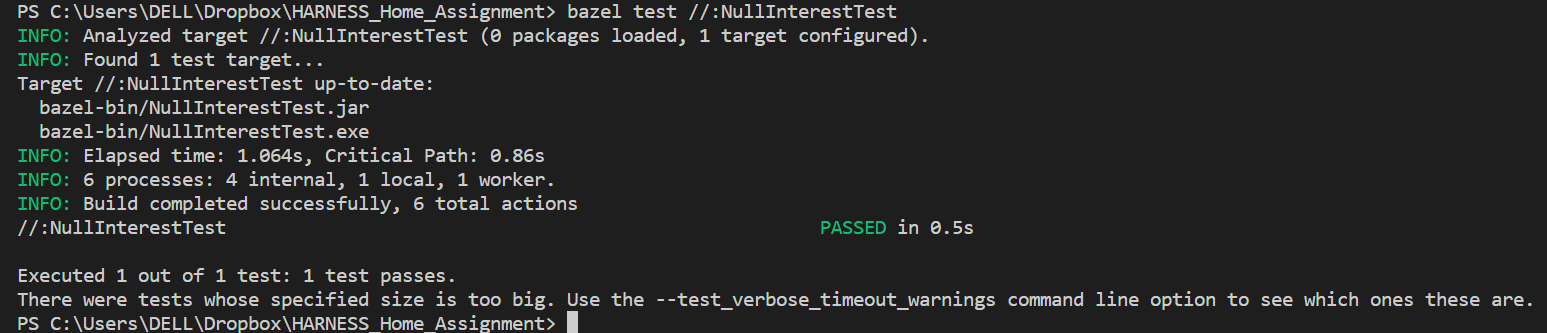 PS C:\Users\DELL\Dropbox\HARNESS_Home_Assignment> bazel test //:NullInterestTest
INFO: Analyzed target //:NullInterestTest (0 packages loaded, 1 target configured).
INFO: Found 1 test target...
Target //:NullInterestTest up-to-date:
  bazel-bin/NullInterestTest.jar
  bazel-bin/NullInterestTest.exe
INFO: Elapsed time: 1.064s, Critical Path: 0.86s
INFO: 6 processes: 4 internal, 1 local, 1 worker.
INFO: Build completed successfully, 6 total actions
//:NullInterestTest                                                      PASSED in 0.5s
Executed 1 out of 1 test: 1 test passes.
There were tests whose specified size is too big. Use the --test_verbose_timeout_warnings command line option to see which ones these are.
PS C:\Users\DELL\Dropbox\HARNESS_Home_Assignment>